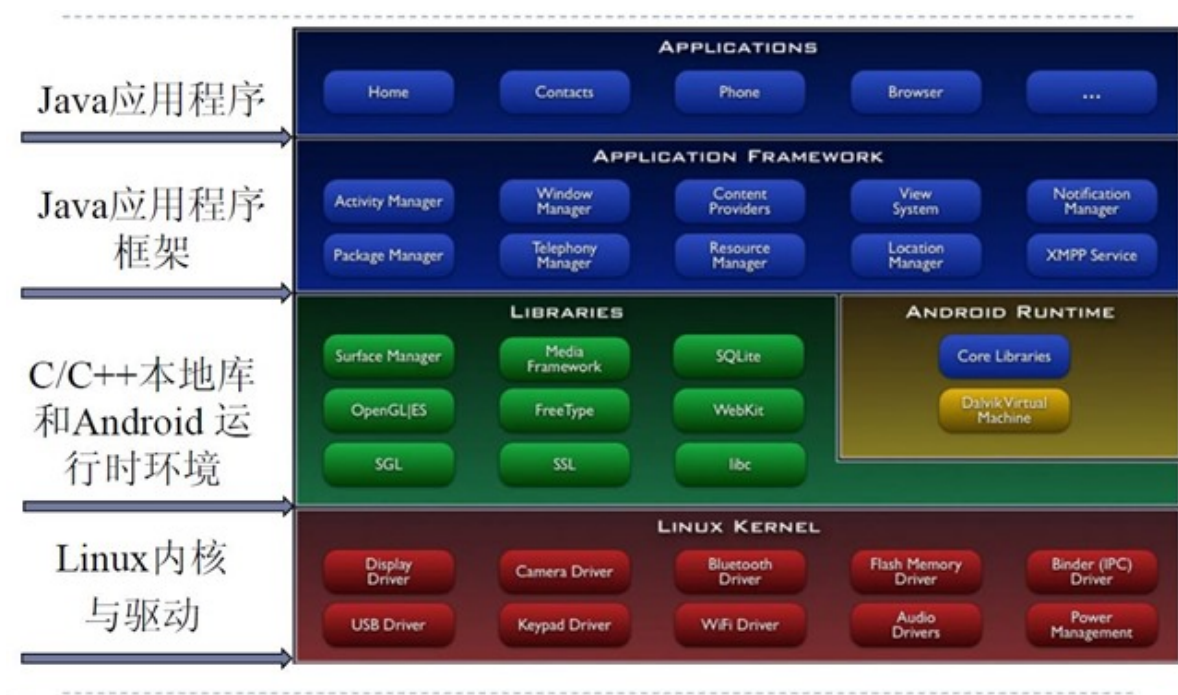 APPLICATIONS
Java应用程序
Home Contacts Phone Browser ...
APPLICATION FRAMEWORK
Java应用程序
框架
Activity Manager
Window
Manager
Content
Providers
View
System
Notification
Manager
Package Manager
Telephony
Manager
Resource
Manager
Location
Manager
XMPP Service
C/C++本地库
和Android 运
行时环境
LIBRARIES
Surface Manager
Media
Framework
SQLite
OpenGL|ES
FreeType
WebKit
SGL
SSL
libc
ANDROID RUNTIME
Core Libraries
Dalvik Virtual
Machine
Linux内核
与驱动
LINUX KERNEL
Display
Driver
Camera Driver
Bluetooth
Driver
Flash Memory
Driver
Binder (IPC)
Driver
USB Driver
Keypad Driver
WiFi Driver
Audio
Drivers
Power
Management